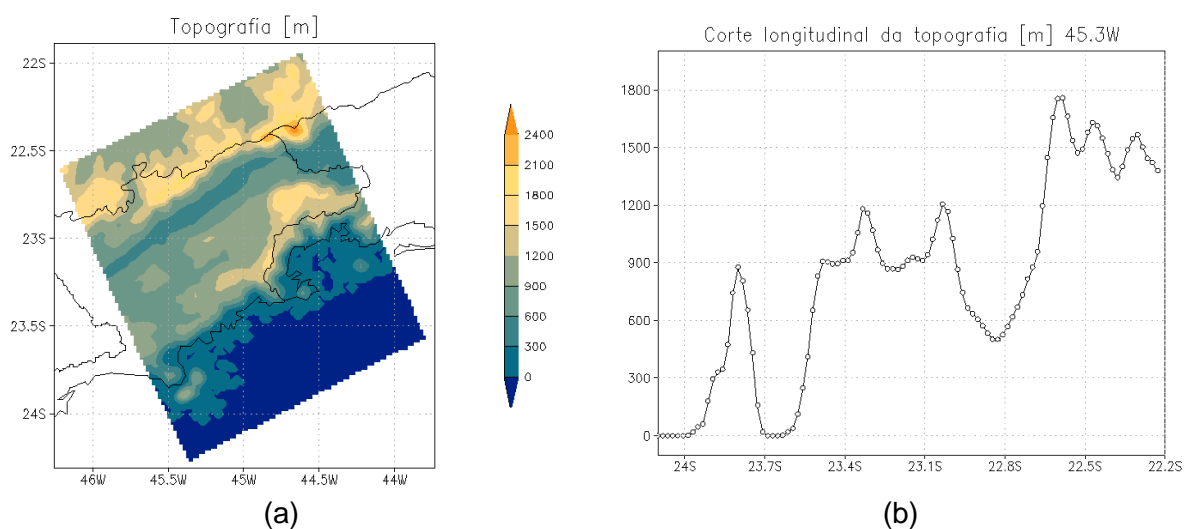 Topografia [m]
22S
22.5S
23S
23.5S
24S
46W 45.5W 45W 44.5W 44W
2400
2100
1800
1500
1200
900
600
300
0
(a)
Corte longitudinal da topografia [m] 45.3W
1800
1500
1200
900
600
300
0
24S 23.7S 23.4S 23.1S 22.8S 22.5S 22.2S
(b)